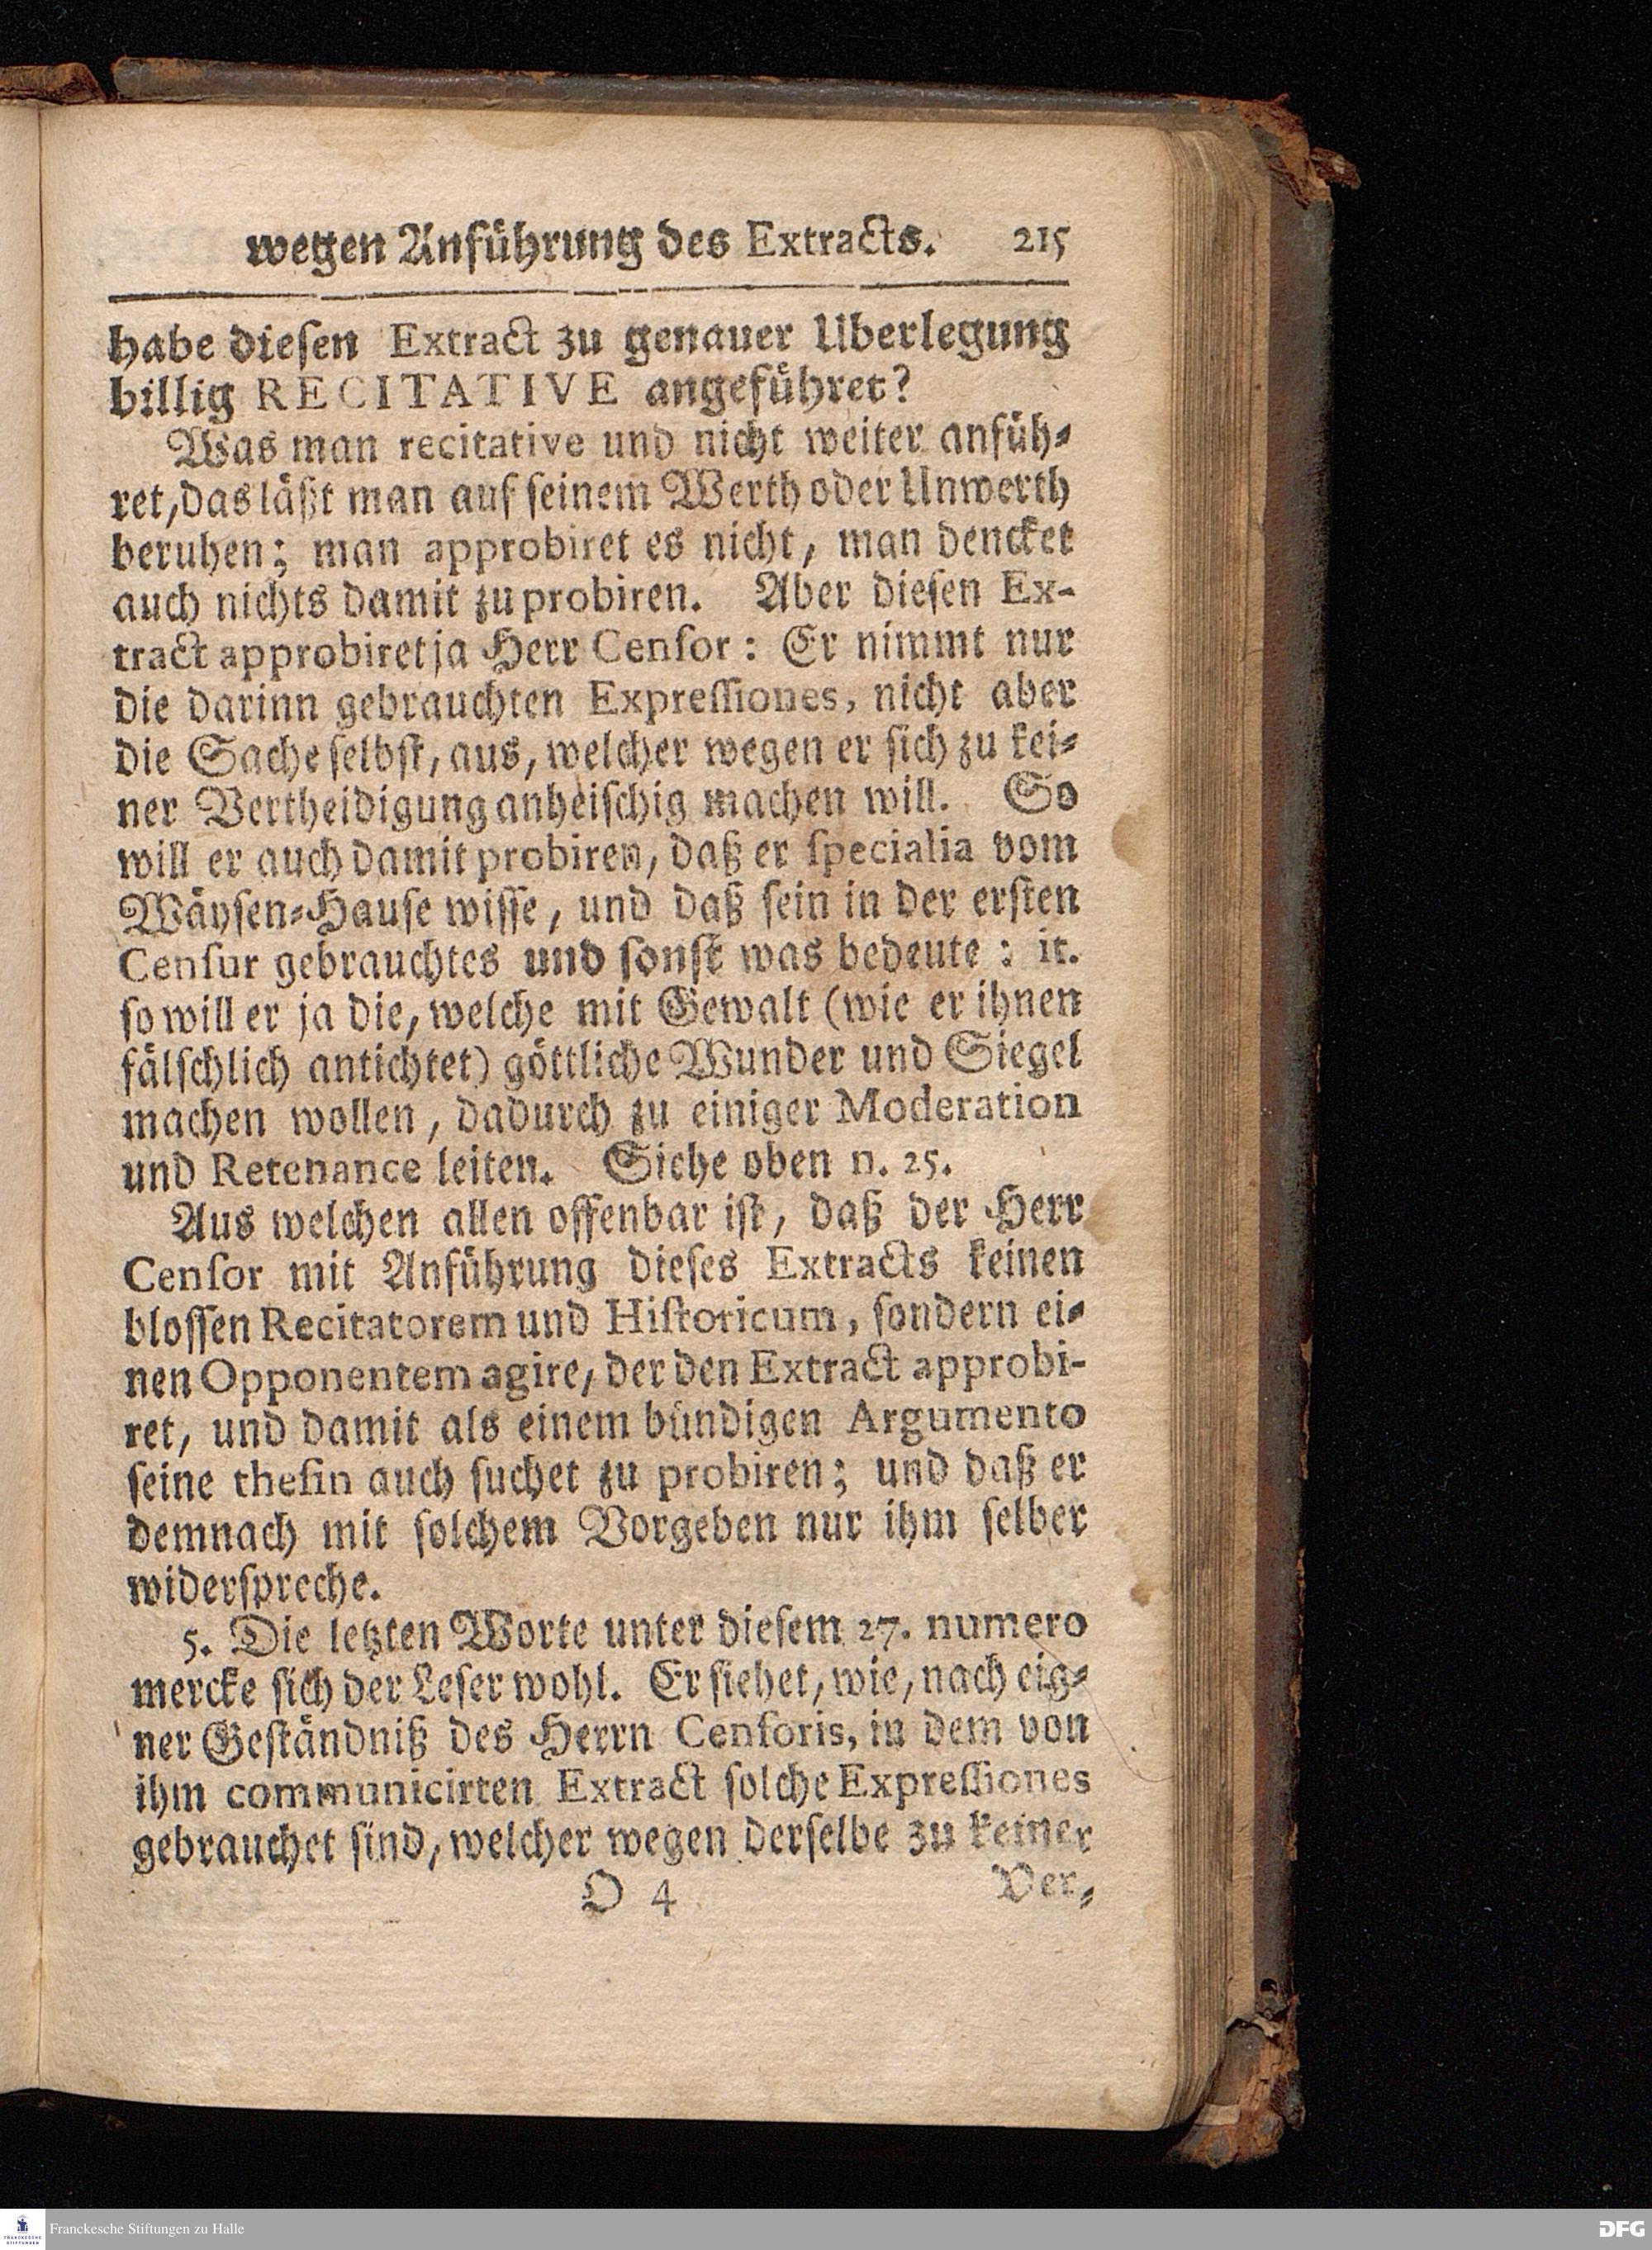 wegen Anführung des Extracts. 215
habe diesen Extract zu genauer Uberlegung
billig RECITATIVE angeführet?
Was man recitative und nicht weiter anfüh-
ret, das läßt man auf seinem Werth oder Unwerth
beruhen; man approbiret es nicht, man dencket
auch nichts damit zu probiren. Aber diesen Ex-
tract approbiret ja Herr Censor: Er nimmt nur
die darinn gebrauchten Expressiones, nicht aber
die Sache selbst, aus, welcher wegen er sich zu kei-
ner Vertheidigung anheischig machen will. So
will er auch damit probiren, daß er specialia vom
Wäysen-Hause wisse, und daß sein in der ersten
Censur gebrauchtes und sonst was bedeute: it.
so will er ja die, welche mit Gewalt (wie er ihnen
fälschlich antichtet) göttliche Wunder und Siegel
machen wollen, dadurch zu einiger Moderation
und Retenance leiten. Siehe oben n. 25.
Aus welchen allen offenbar ist, daß der Herr
Censor mit Anführung dieses Extracts keinen
blossen Recitatorem und Historicum, sondern ei-
nen Opponentem agire, der den Extract approbi-
ret, und damit als einem bündigen Argumento
seine thesin auch suchet zu probiren; und daß er
demnach mit solchem Vorgeben nur ihm selber
widerspreche.
5. Die letzten Worte unter diesem 27. numero
mercke sich der Leser wohl. Er siehet, wie, nach eig-
ner Geständniß des Herrn Censoris, in dem von
ihm communicirten Extract solche Expressiones
gebrauchet sind, welcher wegen derselbe zu keiner
O 4 Ver-
Franckesche Stiftungen zu Halle
FRANCKESCHE STIFTUNGEN
DFG